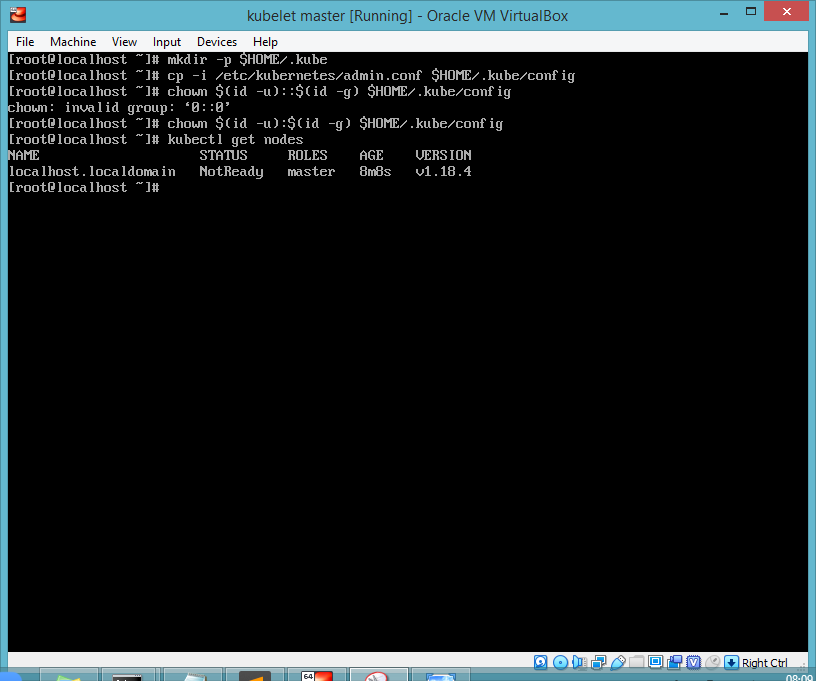 kubelet master [Running] - Oracle VM VirtualBox
File Machine View Input Devices Help
[root@localhost ~]# mkdir -p $HOME/.kube
[root@localhost ~]# cp -i /etc/kubernetes/admin.conf $HOME/.kube/config
[root@localhost ~]# chown $(id -u)::$(id -g) $HOME/.kube/config
chown: invalid group: ‘0::0’
[root@localhost ~]# chown $(id -u):$(id -g) $HOME/.kube/config
[root@localhost ~]# kubectl get nodes
NAME STATUS ROLES AGE VERSION
localhost.localdomain NotReady master 8m8s v1.18.4
[root@localhost ~]#
Right Ctrl
64
08:09